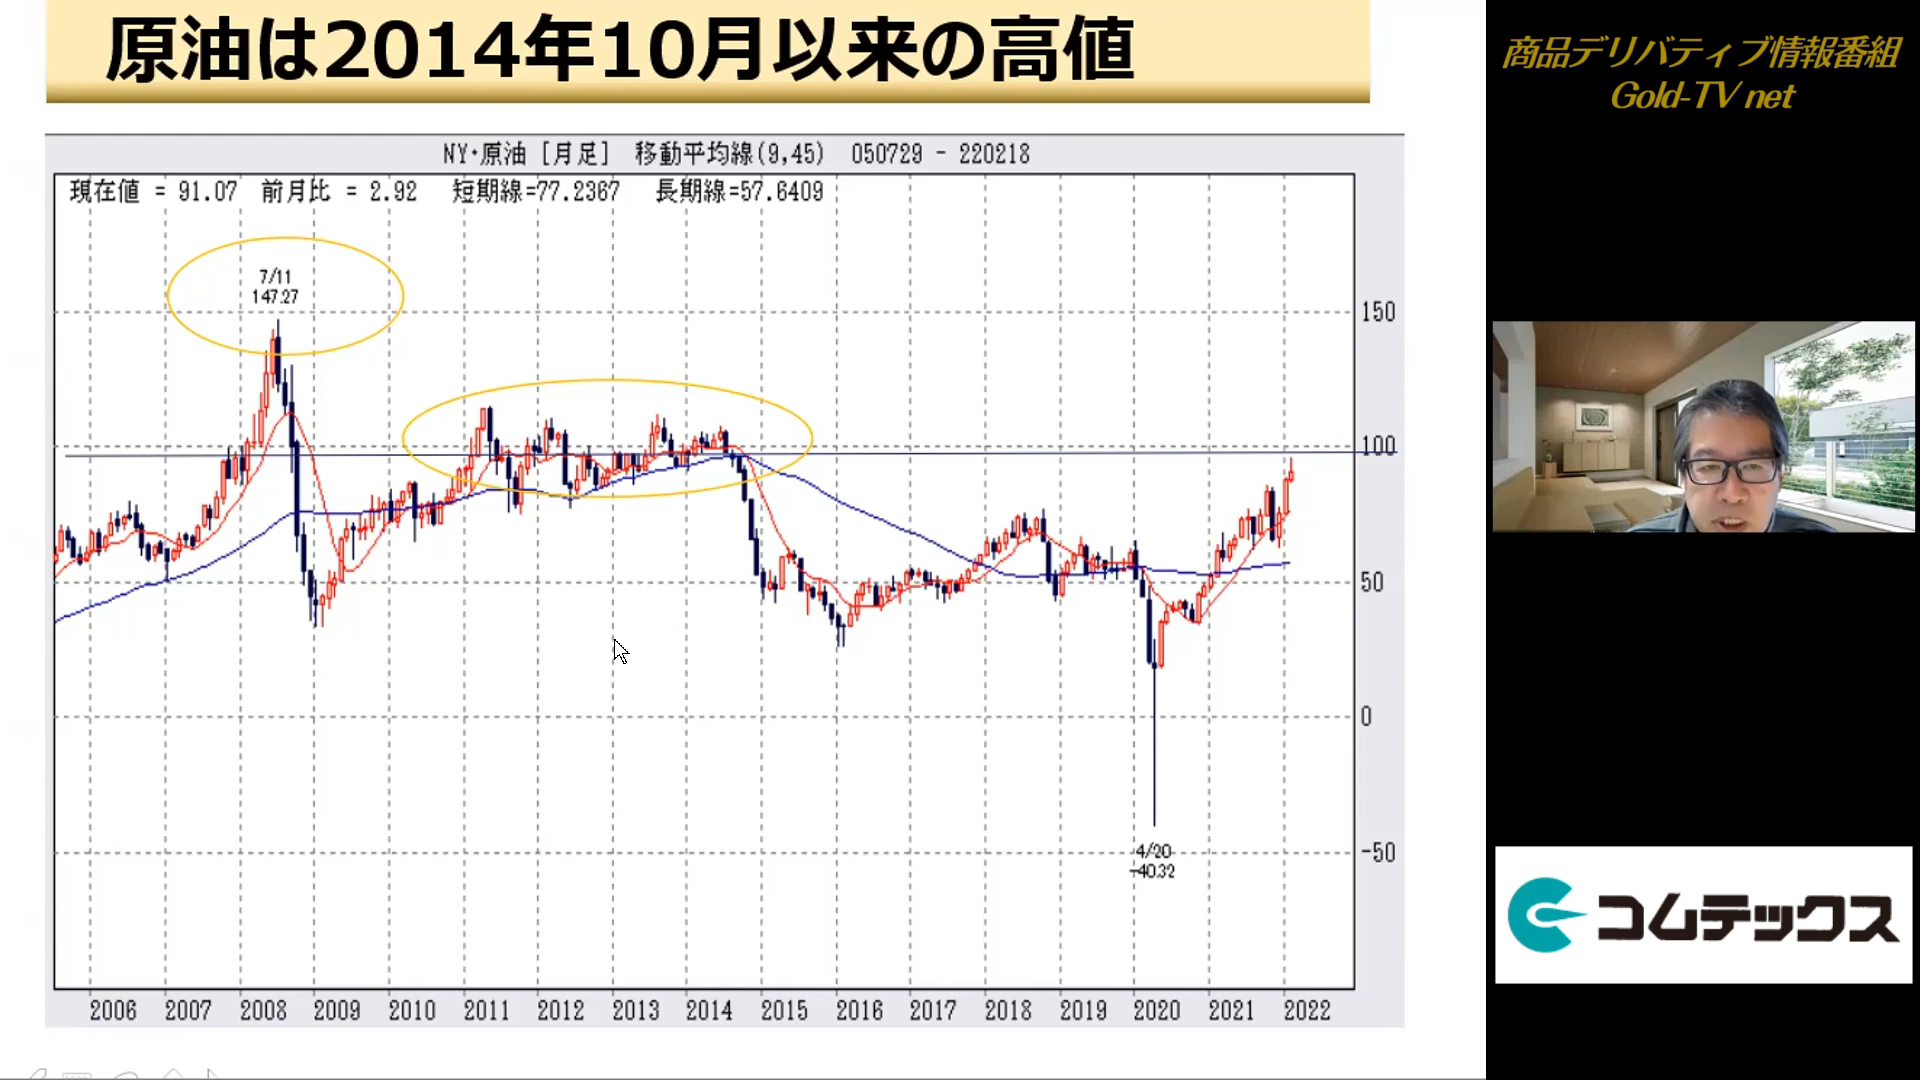 原油は2014年10月以来の高値
NY・原油 [月足] 移動平均線(9,45) 050729 - 220218
現在値 = 91.07 前月比 = 2.92 短期線=77.2367 長期線=57.6409
7/11
147.27
150
100
50
0
-50
4/20
-40.32
2006 2007 2008 2009 2010 2011 2012 2013 2014 2015 2016 2017 2018 2019 2020 2021 2022
商品デリバティブ情報番組
Gold-TV net
コムテックス